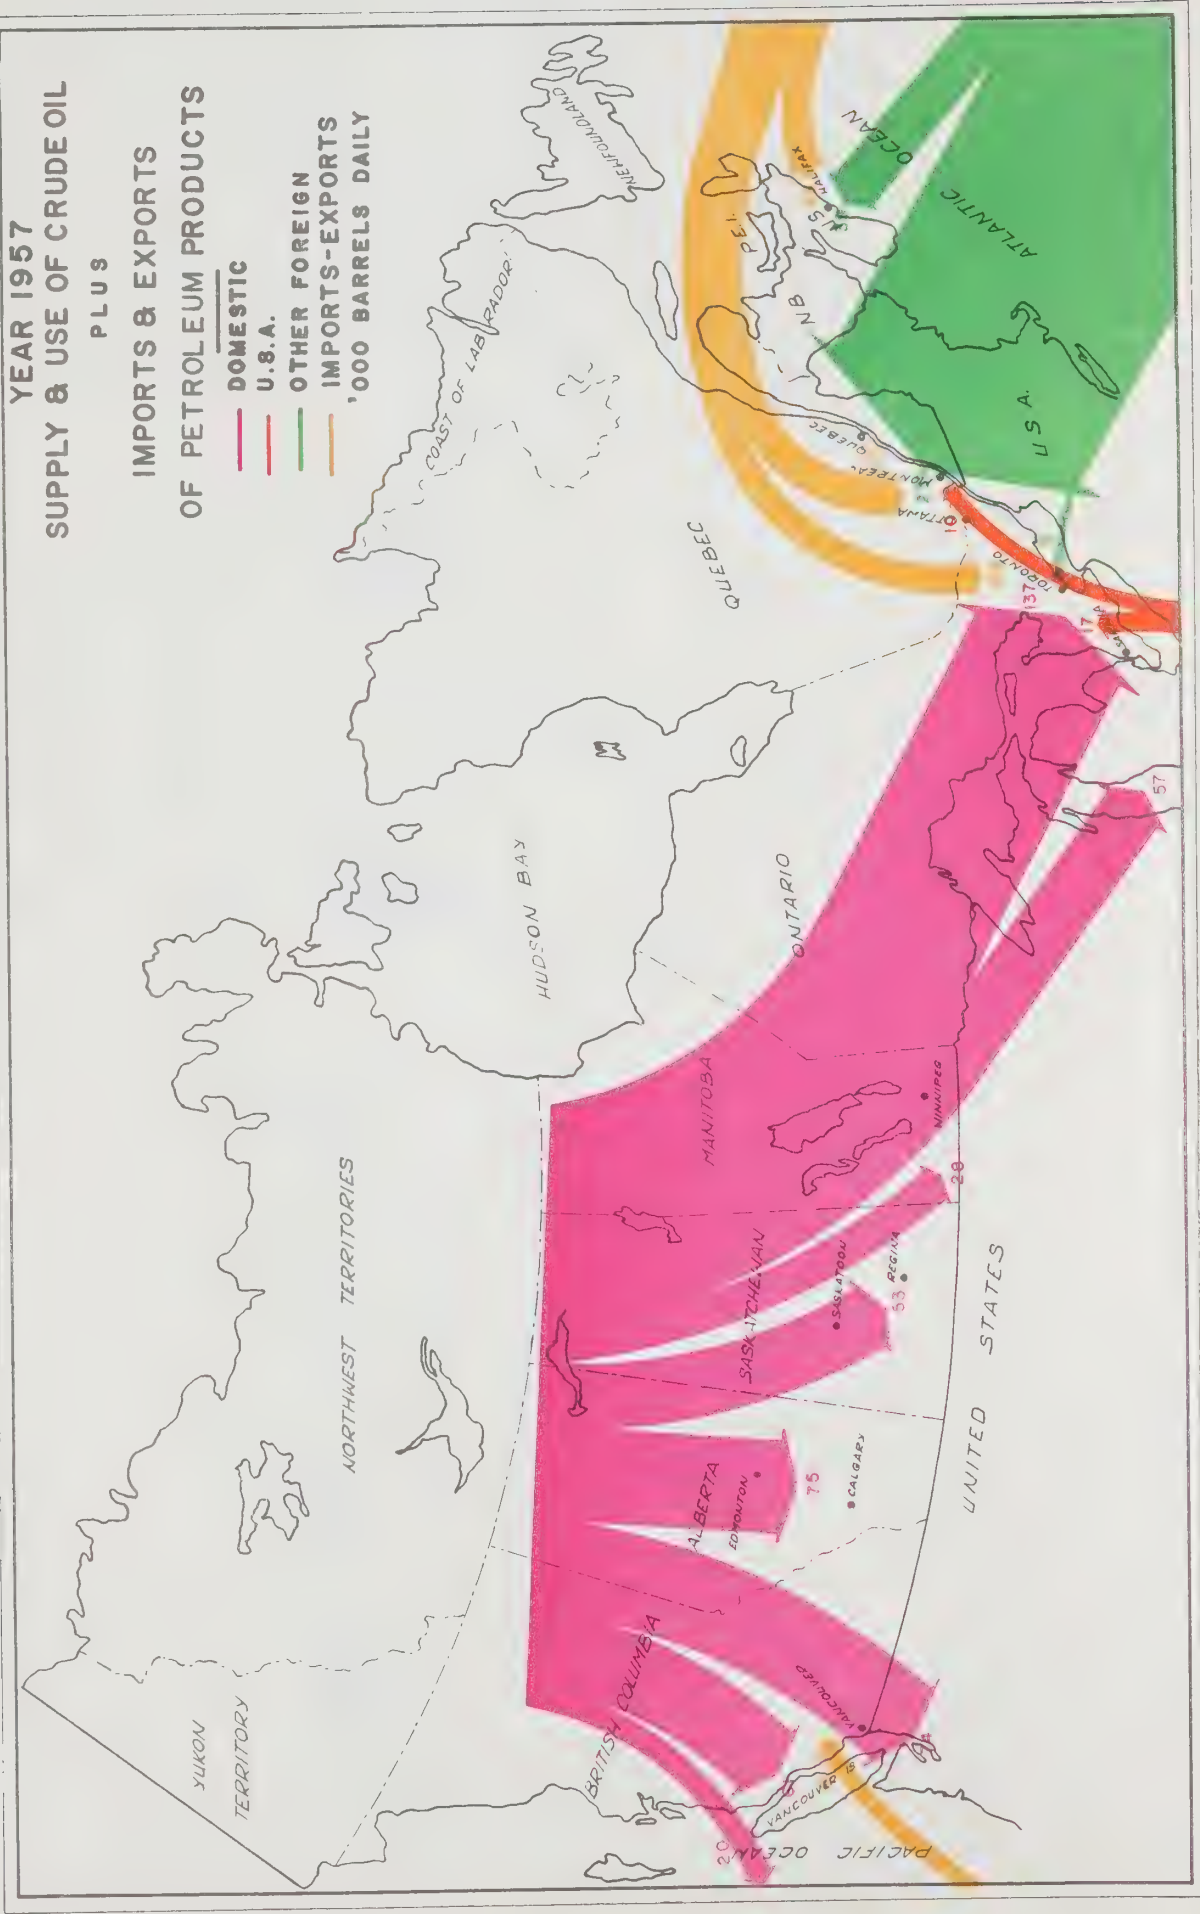 YEAR 1957
SUPPLY & USE OF CRUDE OIL
PLUS
IMPORTS & EXPORTS
OF PETROLEUM PRODUCTS
DOMESTIC
U.S.A.
OTHER FOREIGN
IMPORTS-EXPORTS
'000 BARRELS DAILY
YUKON
TERRITORY
NORTHWEST TERRITORIES
HUDSON BAY
COAST OF LABRADOR
NEWFOUNDLAND
BRITISH COLUMBIA
ALBERTA
EDMONTON
CALGARY
75
SASKATCHEWAN
SASKATOON
REGINA
53
28
MANITOBA
WINNIPEG
ONTARIO
QUEBEC
P.E.I.
N.B.
N.S.
HALIFAX
QUEBEC
MONTREAL
OTTAWA
10
TORONTO
137
17
SARNIA
57
20
VANCOUVER
VANCOUVER IS
PACIFIC OCEAN
UNITED STATES
U.S.A.
ATLANTIC
OCEAN